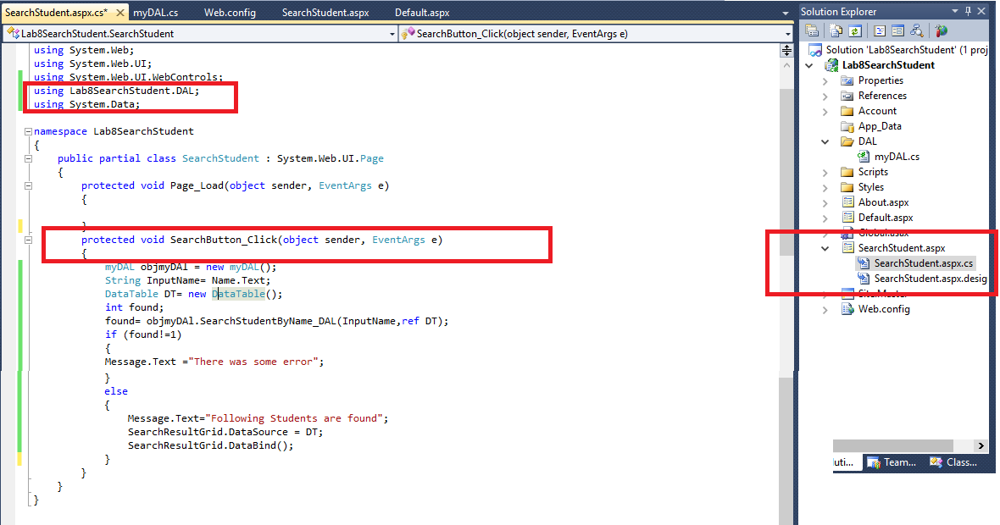 SearchStudent.aspx.cs* myDAL.cs Web.config SearchStudent.aspx Default.aspx
Lab8SearchStudent.SearchStudent SearchButton_Click(object sender, EventArgs e)
using System.Web;
using System.Web.UI;
using System.Web.UI.WebControls;
using Lab8SearchStudent.DAL;
using System.Data;
namespace Lab8SearchStudent
{
public partial class SearchStudent : System.Web.UI.Page
{
protected void Page_Load(object sender, EventArgs e)
{
}
protected void SearchButton_Click(object sender, EventArgs e)
{
myDAL objmyDAl = new myDAL();
String InputName= Name.Text;
DataTable DT= new DataTable();
int found;
found= objmyDAl.SearchStudentByName_DAL(InputName,ref DT);
if (found!=1)
{
Message.Text ="There was some error";
}
else
{
Message.Text="Following Students are found";
SearchResultGrid.DataSource = DT;
SearchResultGrid.DataBind();
}
}
}
}
Solution Explorer
Solution 'Lab8SearchStudent' (1 proj
Lab8SearchStudent
Properties
References
Account
App_Data
DAL
myDAL.cs
Scripts
Styles
About.aspx
Default.aspx
Global.asax
SearchStudent.aspx
SearchStudent.aspx.cs
SearchStudent.aspx.desig
Site.Master
Web.config
luti... Team... Class...